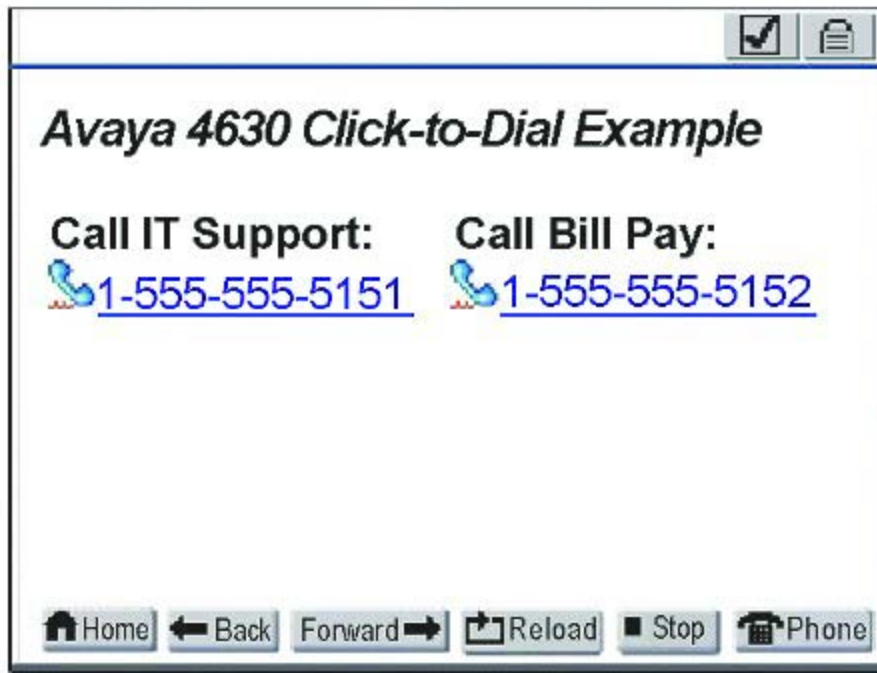 Avaya 4630 Click-to-Dial Example
Call IT Support: Call Bill Pay:
1-555-555-5151 1-555-555-5152
Home Back Forward Reload Stop Phone